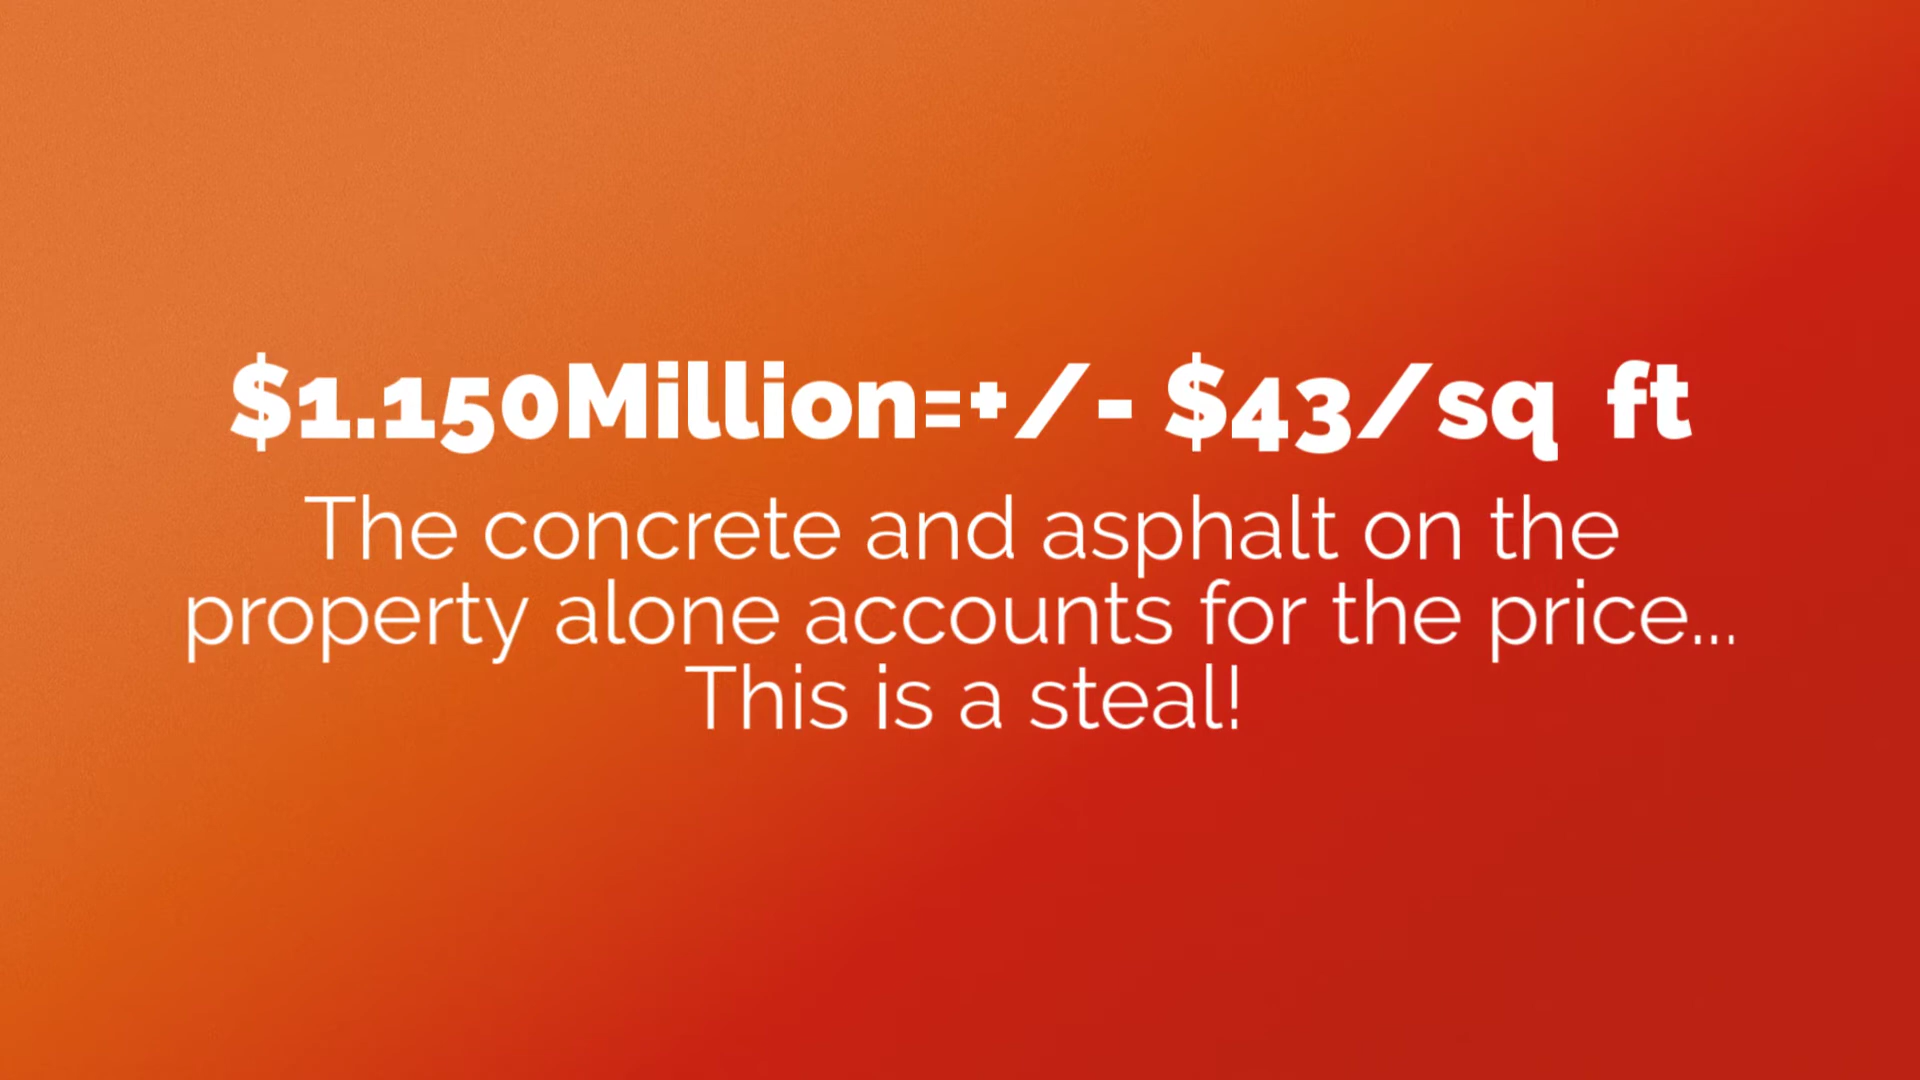 $1.150Million=+/- $43/sq ft
The concrete and asphalt on the
property alone accounts for the price...
This is a steal!